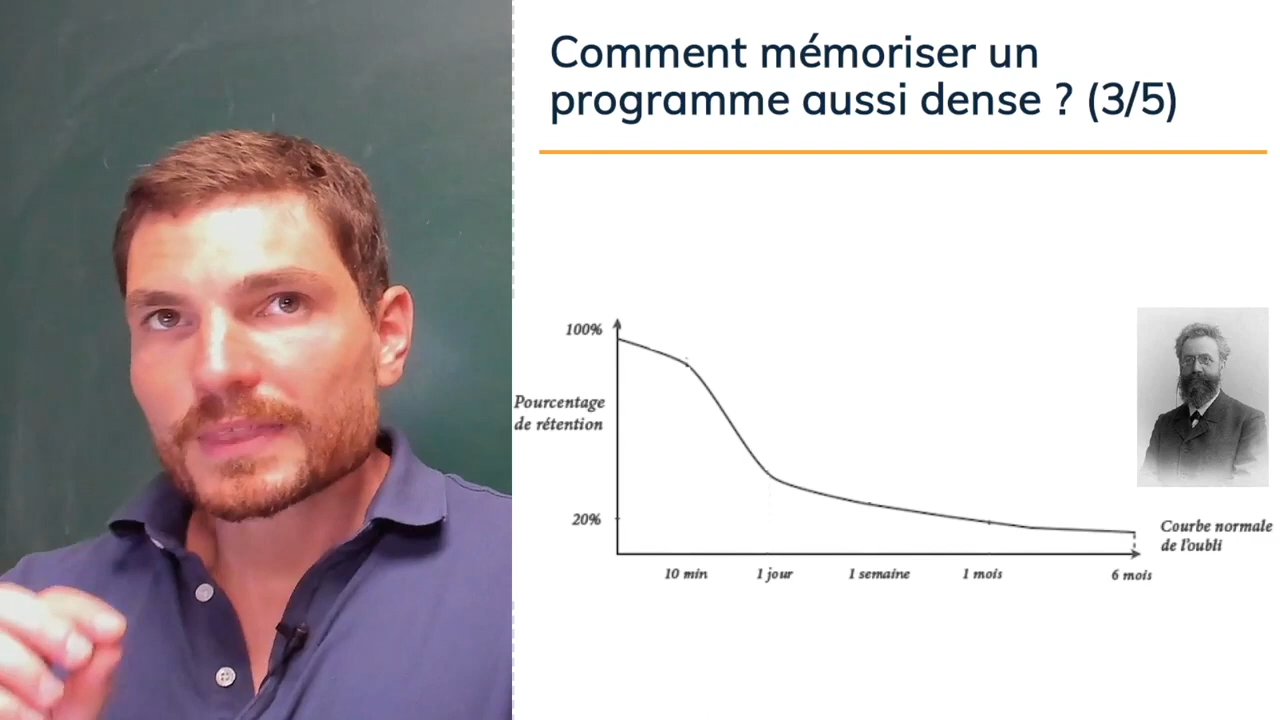 Comment mémoriser un
programme aussi dense ? (3/5)
100%
Pourcentage
de rétention
20%
Courbe normale
de l'oubli
10 min
1 jour
1 semaine
1 mois
6 mois